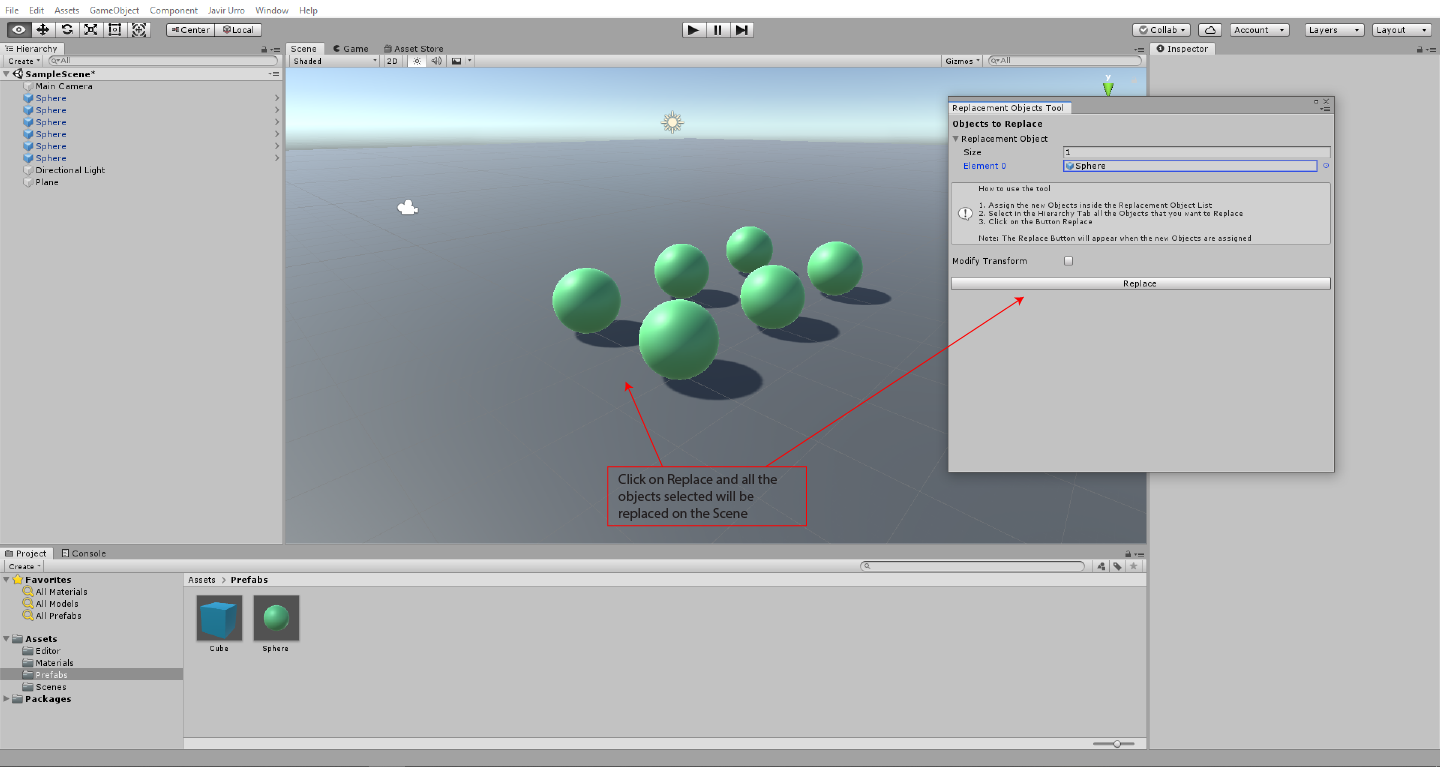 File Edit Assets GameObject Component Javir Urro Window Help
Center Local
Collab Account Layers Layout
Hierarchy
Create All
SampleScene*
Main Camera
Sphere
Sphere
Sphere
Sphere
Sphere
Sphere
Directional Light
Plane
Scene Game Asset Store
Shaded 2D Gizmos All
y
Inspector
Replacement Objects Tool
Objects to Replace
Replacement Object
Size 1
Element 0 Sphere
How to use the tool
1. Assign the new Objects inside the Replacement Object List
2. Select in the Hierarchy Tab all the Objects that you want to Replace
3. Click on the Button Replace
Note: The Replace Button will appear when the new Objects are assigned
Modify Transform
Replace
Click on Replace and all the
objects selected will be
replaced on the Scene
Project Console
Create
Favorites
All Materials
All Models
All Prefabs
Assets
Editor
Materials
Prefabs
Scenes
Packages
Assets > Prefabs
Cube Sphere